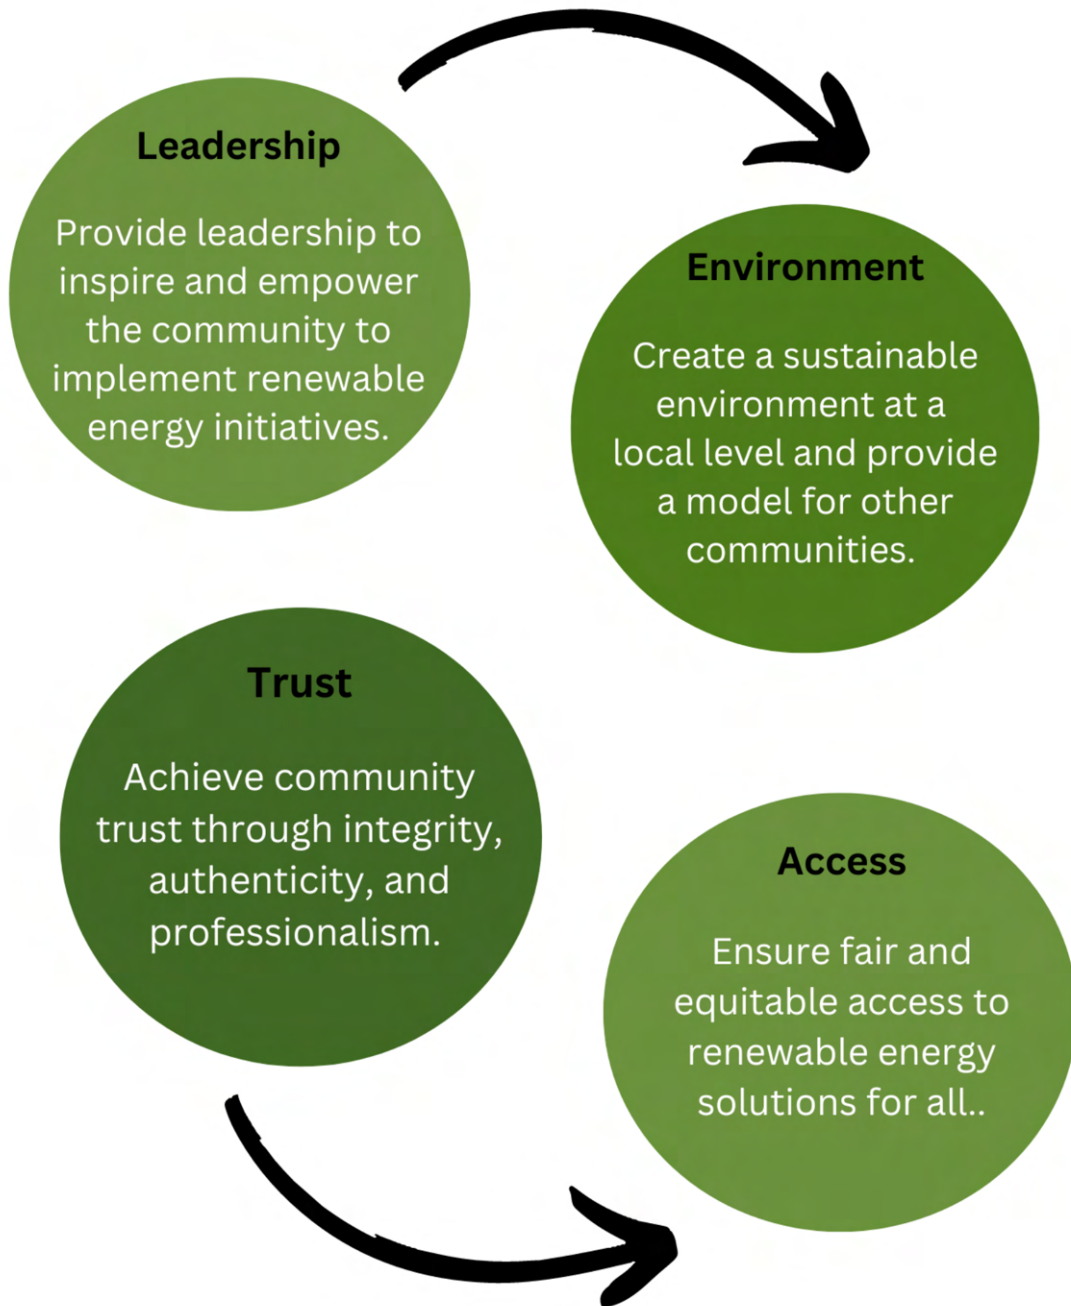 Leadership
Provide leadership to
inspire and empower
the community to
implement renewable
energy initiatives.
Environment
Create a sustainable
environment at a
local level and provide
a model for other
communities.
Trust
Achieve community
trust through integrity,
authenticity, and
professionalism.
Access
Ensure fair and
equitable access to
renewable energy
solutions for all..